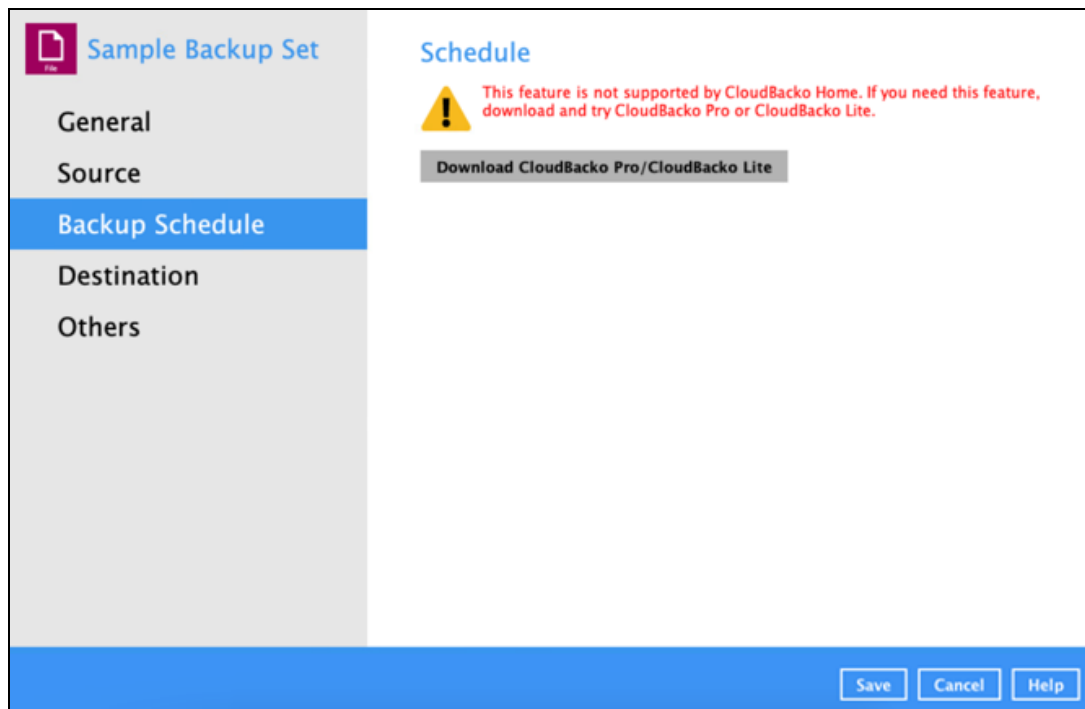 File
Sample Backup Set
General
Source
Backup Schedule
Destination
Others
Schedule
This feature is not supported by CloudBacko Home. If you need this feature,
download and try CloudBacko Pro or CloudBacko Lite.
Download CloudBacko Pro/CloudBacko Lite
Save
Cancel
Help